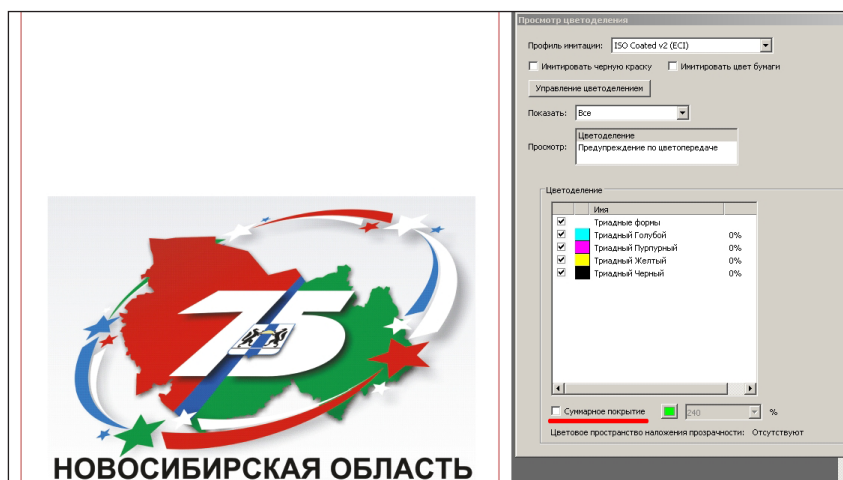 Просмотр цветоделения
Профиль имитации: ISO Coated v2 (ECI)
Имитировать черную краску Имитировать цвет бумаги
Управление цветоделением
Показать: Все
Просмотр: Цветоделение
Предупреждение по цветопередаче
Цветоделение
Имя
Триадные формы
Триадный Голубой 0%
Триадный Пурпурный 0%
Триадный Желтый 0%
Триадный Черный 0%
Суммарное покрытие 240 %
Цветовое пространство наложения прозрачности: Отсутствуют
75
НОВОСИБИРСКАЯ ОБЛАСТЬ